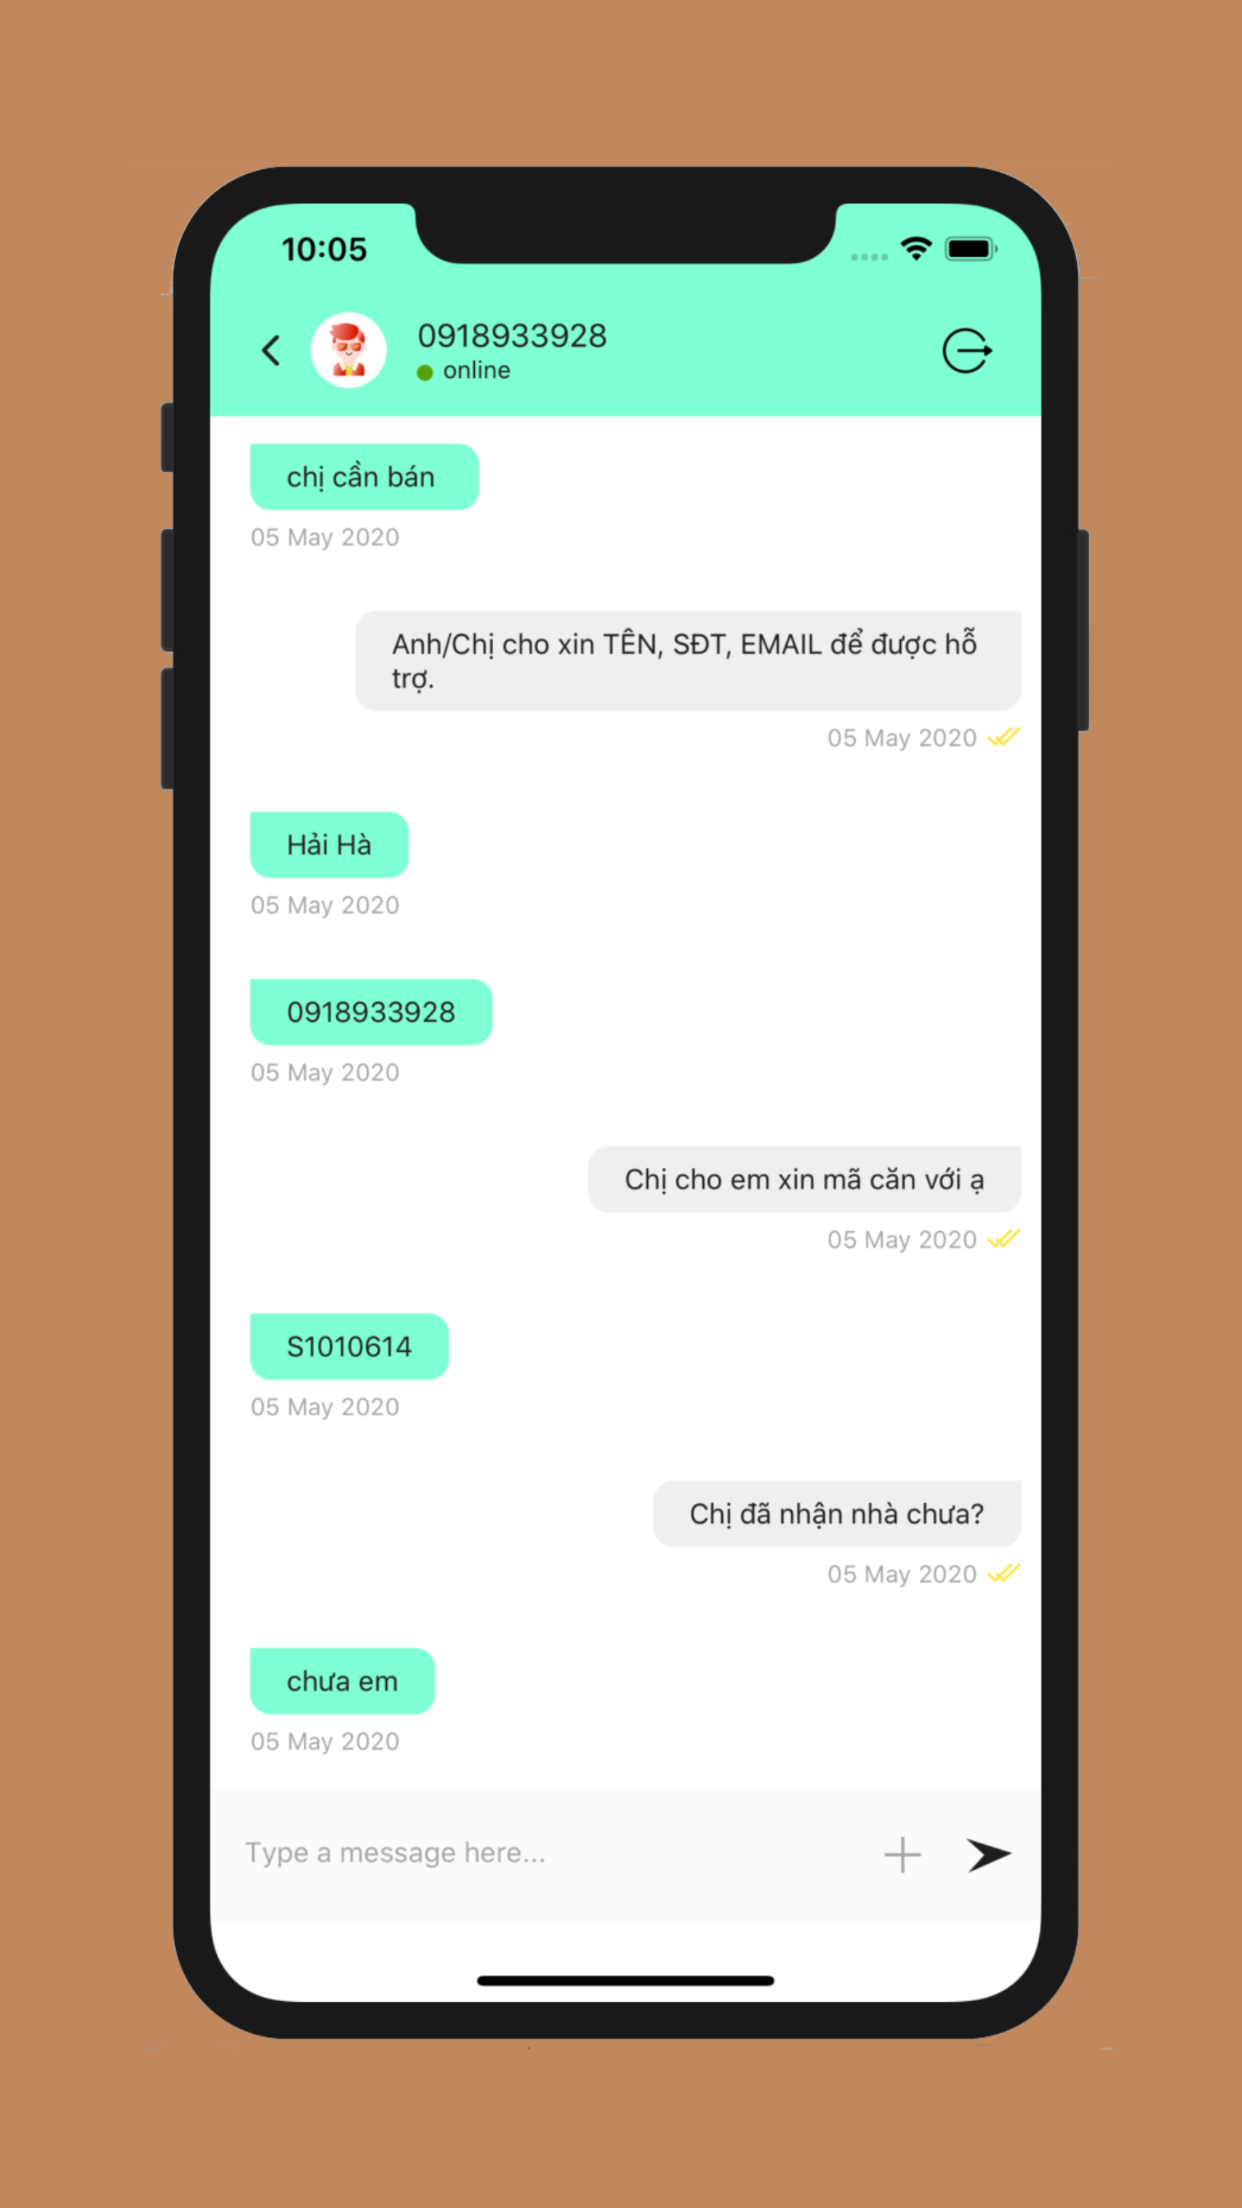 10:05
0918933928
online
chị cần bán
05 May 2020
Anh/Chị cho xin TÊN, SĐT, EMAIL để được hỗ
trợ.
05 May 2020
Hải Hà
05 May 2020
0918933928
05 May 2020
Chị cho em xin mã căn với ạ
05 May 2020
S1010614
05 May 2020
Chị đã nhận nhà chưa?
05 May 2020
chưa em
05 May 2020
Type a message here...